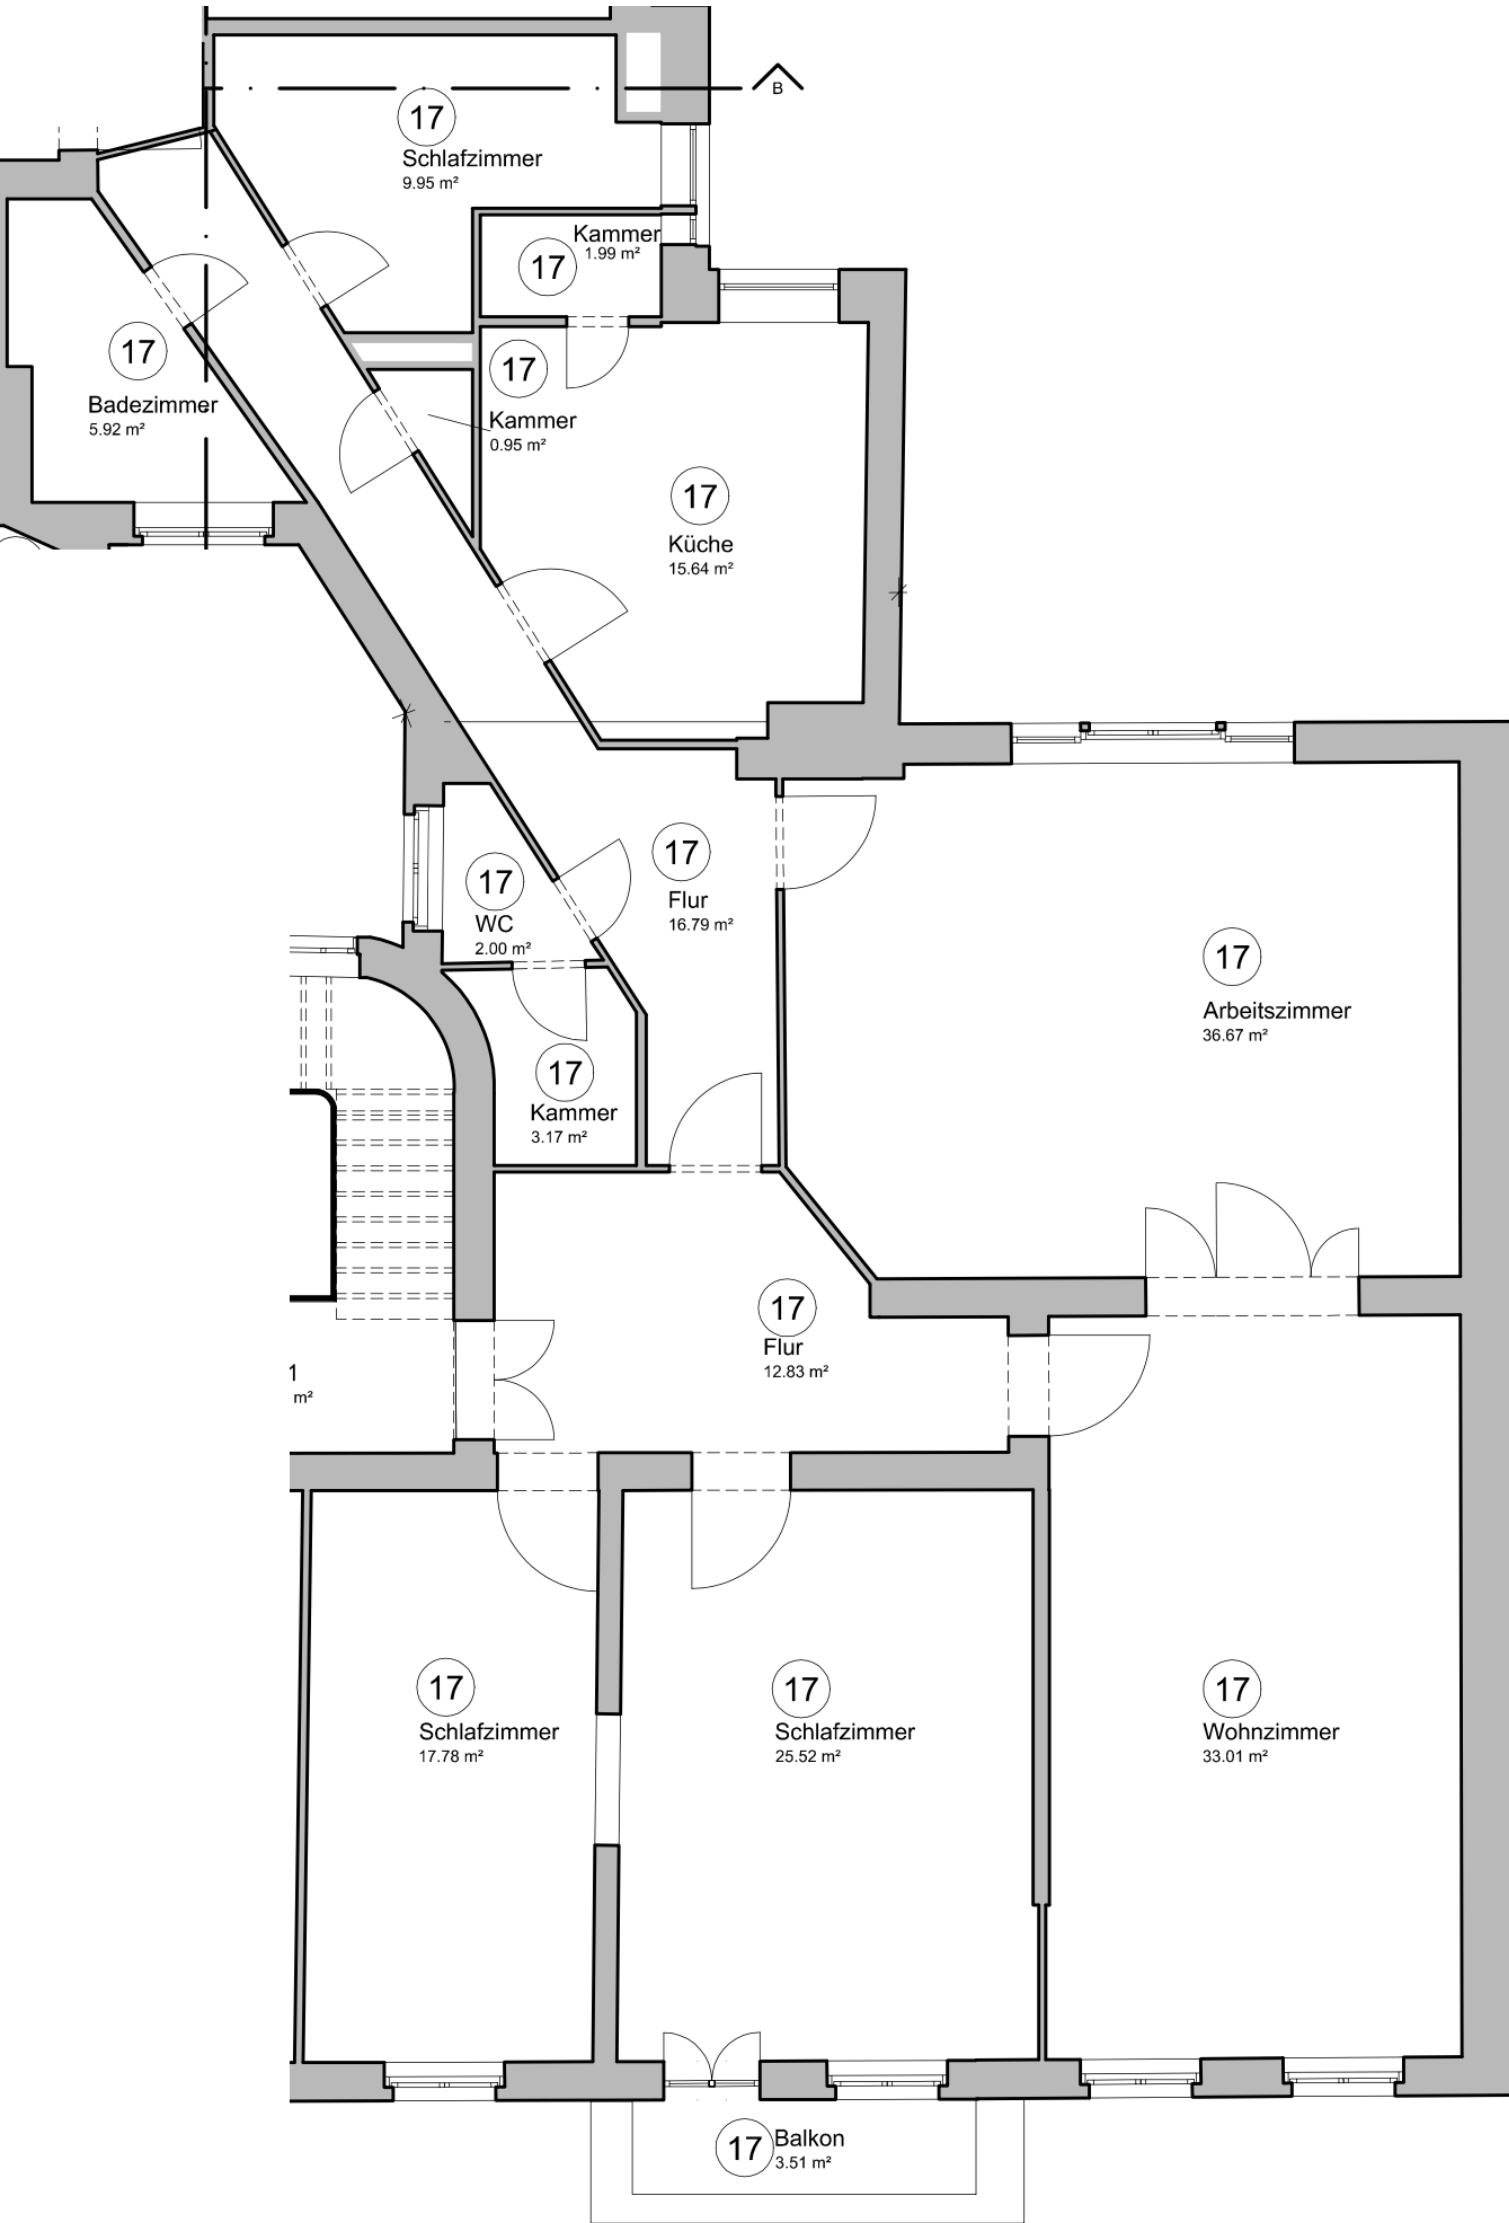 B
17
Schlafzimmer
9.95 m²
Kammer
1.99 m²
17
17
Badezimmer
5.92 m²
17
Kammer
0.95 m²
17
Küche
15.64 m²
17
Flur
16.79 m²
17
WC
2.00 m²
17
Arbeitszimmer
36.67 m²
17
Kammer
3.17 m²
17
Flur
12.83 m²
1
m²
17
Schlafzimmer
17.78 m²
17
Schlafzimmer
25.52 m²
17
Wohnzimmer
33.01 m²
17
Balkon
3.51 m²